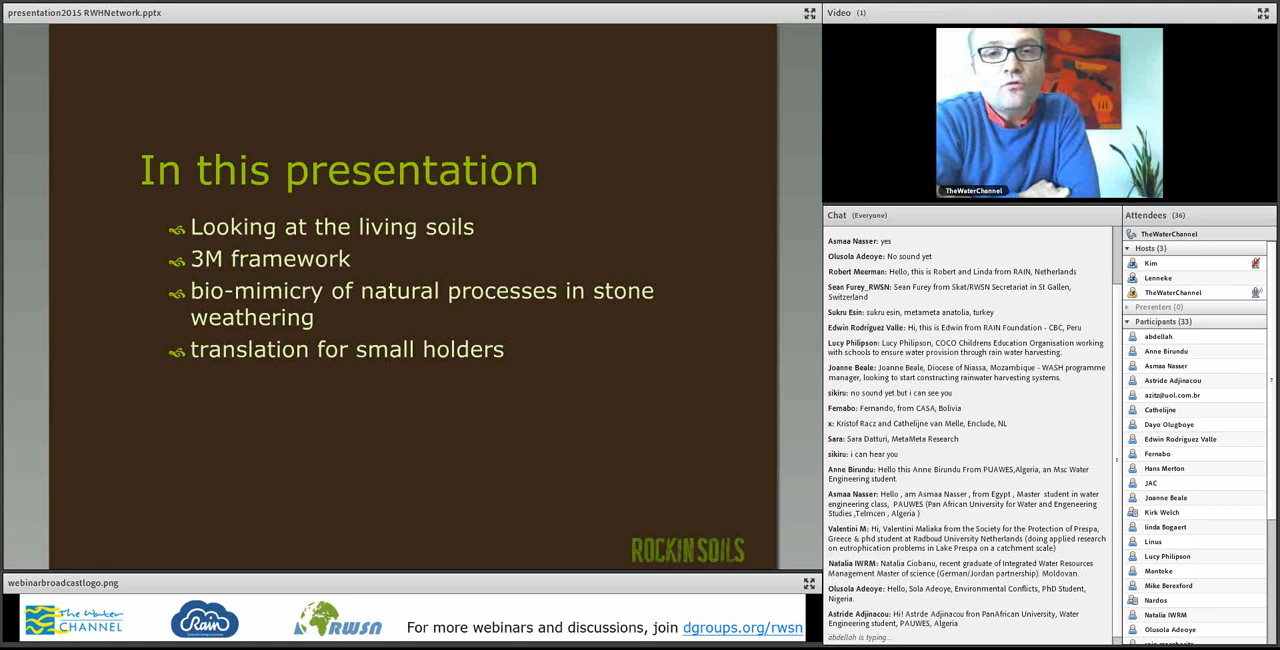 presentation2015 RWHNetwork.pptx
In this presentation
Looking at the living soils
3M framework
bio-mimicry of natural processes in stone
weathering
translation for small holders
ROCKIN SOILS
webinarbroadcastlogo.png
The Water
CHANNEL
Rain
RWSN
For more webinars and discussions, join dgroups.org/rwsn
Video (1)
TheWaterChannel
Chat (Everyone)
Asmaa Nasser: yes
Olusola Adeoye: No sound yet
Robert Meerman: Hello, this is Robert and Linda from RAIN, Netherlands
Sean Furey_RWSN: Sean Furey from Skat/RWSN Secretariat in St Gallen,
Switzerland
Sukru Esin: sukru esin, metameta anatolia, turkey
Edwin Rodríguez Valle: Hi, this is Edwin from RAIN Foundation - CBC, Peru
Lucy Philipson: Lucy Philipson, COCO Childrens Education Organisation working
with schools to ensure water provision through rain water harvesting.
Joanne Beale: Joanne Beale, Diocese of Niassa, Mozambique - WASH programme
manager, looking to start constructing rainwater harvesting systems.
sikiru: no sound yet but i can see you
Fernabo: Fernando, from CASA, Bolivia
x: Kristof Racz and Cathelijne van Melle, Enclude, NL
Sara: Sara Datturi, MetaMeta Research
sikiru: i can hear you
Anne Birundu: Hello this Anne Birundu From PUAWES,Algeria, an Msc Water
Engineering student.
Asmaa Nasser: Hello , am Asmaa Nasser , from Egypt , Master student in water
engineering class, PAUWES (Pan African University for Water and Engeneering
Studies ,Telmcen , Algeria )
Valentini M: Hi, Valentini Maliaka from the Society for the Protection of Prespa,
Greece & phd student at Radboud University Netherlands (doing applied research
on eutrophication problems in Lake Prespa on a catchment scale)
Natalia IWRM: Natalia Ciobanu, recent graduate of Integrated Water Resources
Management Master of science (German/Jordan partnership). Moldovan.
Olusola Adeoye: Hello, Sola Adeoye, Environmental Conflicts, PhD Student,
Nigeria.
Astride Adjinacou: Hi! Astrde Adjinacou fron PanAfrican University, Water
Engineering student, PAUWES, Algeria
abdellah is typing...
Attendees (36)
TheWaterChannel
Hosts (3)
Kim
Lenneke
TheWaterChannel
Presenters (0)
Participants (33)
abdellah
Anne Birundu
Asmaa Nasser
Astride Adjinacou
azitz@uol.com.br
Cathelijne
Dayo Olugboye
Edwin Rodríguez Valle
Fernabo
Hans Merton
JAC
Joanne Beale
Kirk Welch
linda Bogaert
Linus
Lucy Philipson
Manteke
Mike Beresford
Nardos
Natalia IWRM
Olusola Adeoye